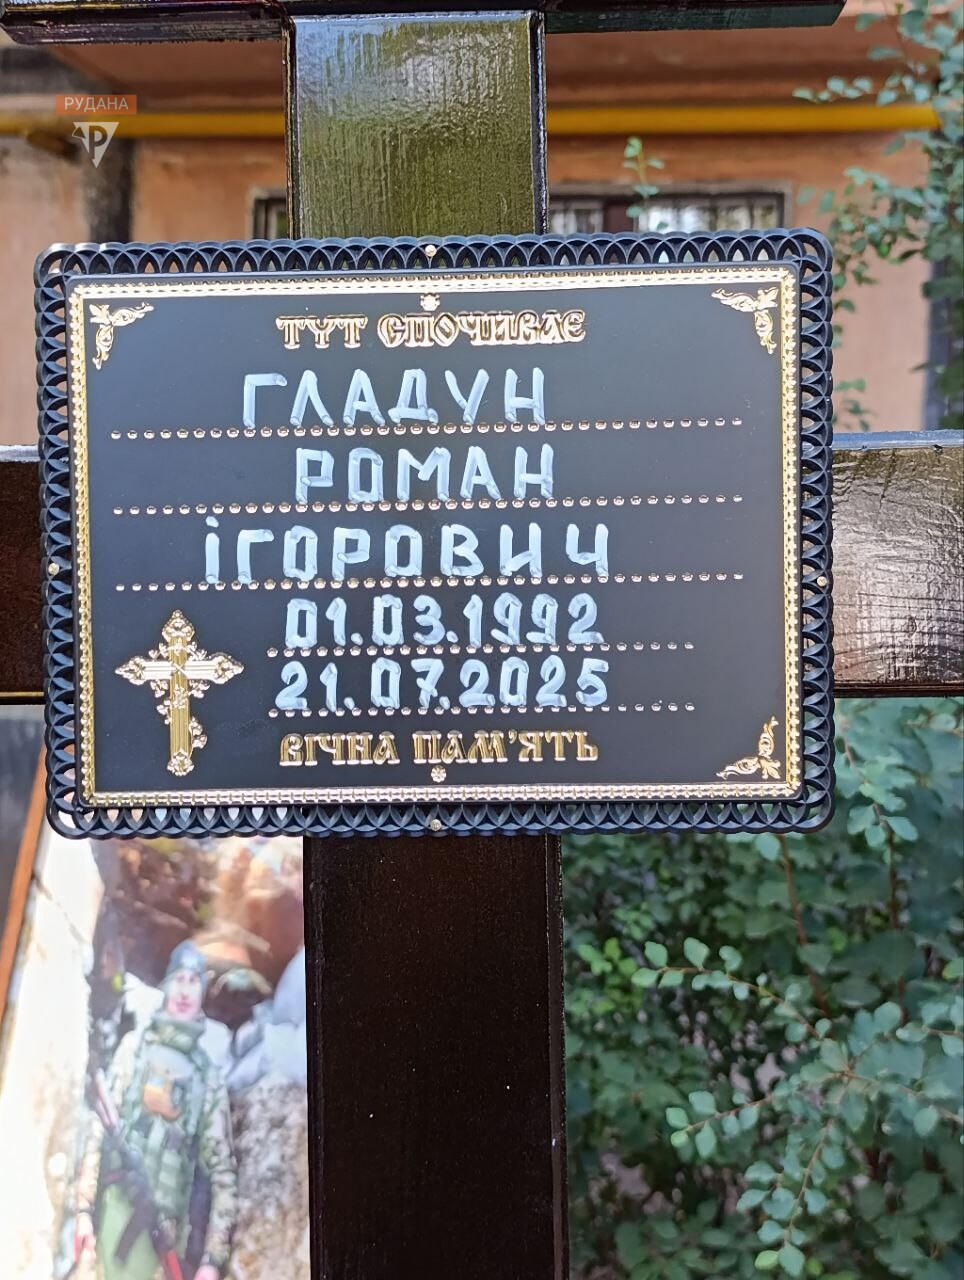 РУДАНА
ТУТ СПОЧИВАЄ
ГЛАДУН
РОМАН
ІГОРОВИЧ
01.03.1992
21.07.2025
ВІЧНА ПАМ'ЯТЬ